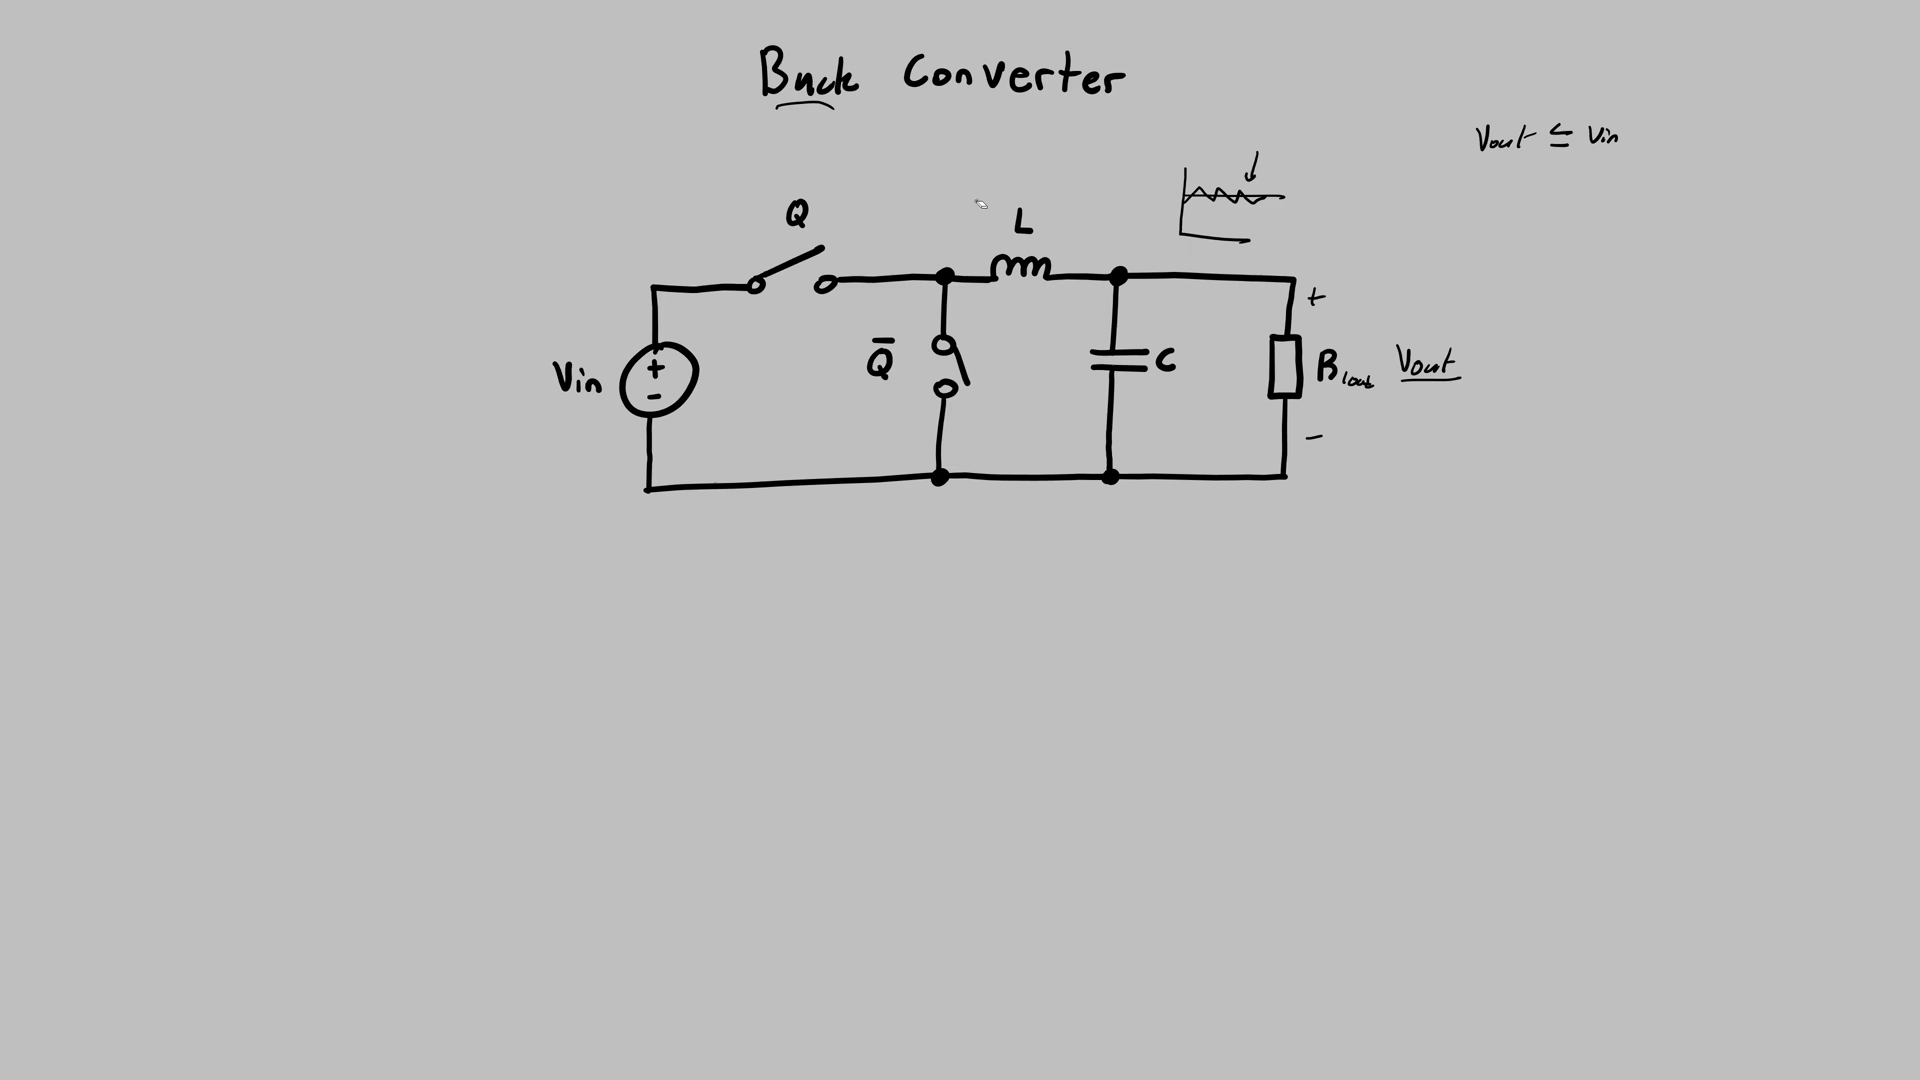 Buck Converter
Vout ≤ Vin
Q
L
+
Q̄
C
Vin
+
-
Rload
Vout
-